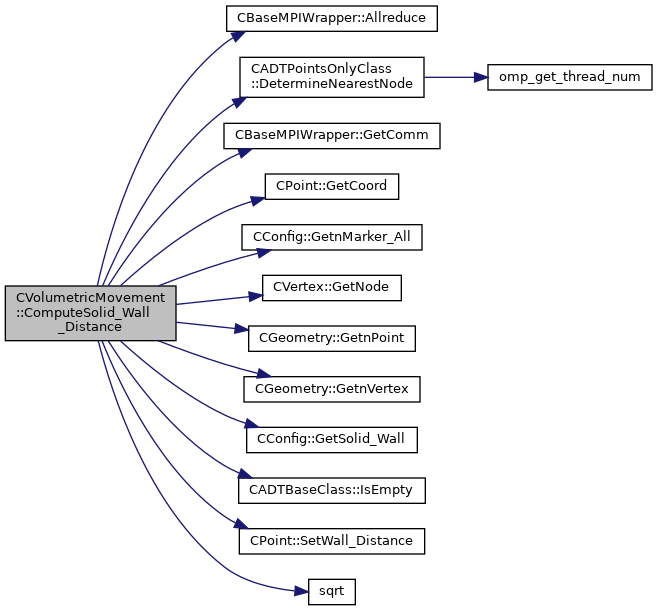 CBaseMPIWrapper::Allreduce
CADTPointsOnlyClass
::DetermineNearestNode
omp_get_thread_num
CBaseMPIWrapper::GetComm
CPoint::GetCoord
CConfig::GetnMarker_All
CVolumetricMovement
::ComputeSolid_Wall
_Distance
CVertex::GetNode
CGeometry::GetnPoint
CGeometry::GetnVertex
CConfig::GetSolid_Wall
CADTBaseClass::IsEmpty
CPoint::SetWall_Distance
sqrt